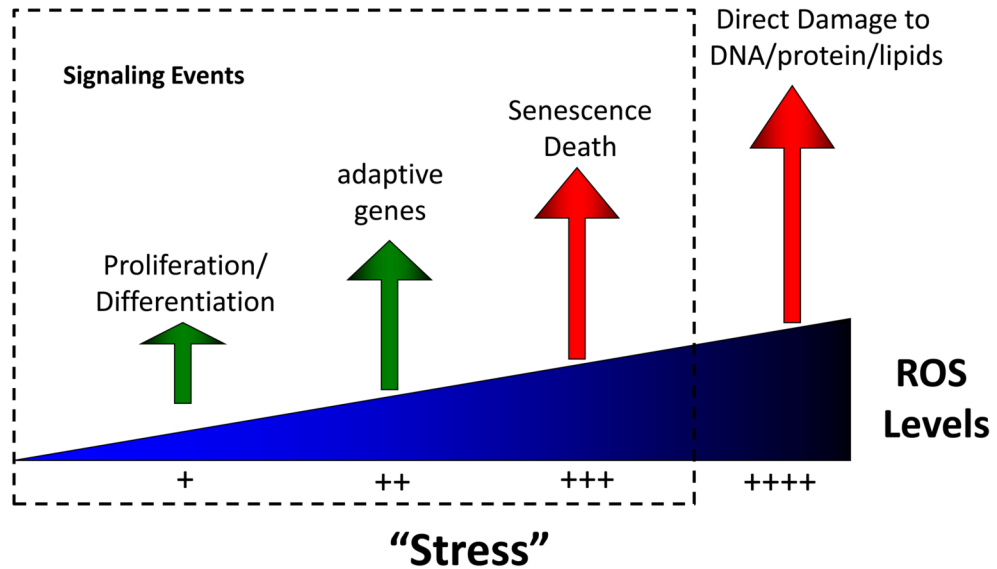 Direct Damage to
DNA/protein/lipids
Signaling Events
Senescence
Death
adaptive
genes
Proliferation/
Differentiation
ROS
Levels
+
++
+++
++++
“Stress”